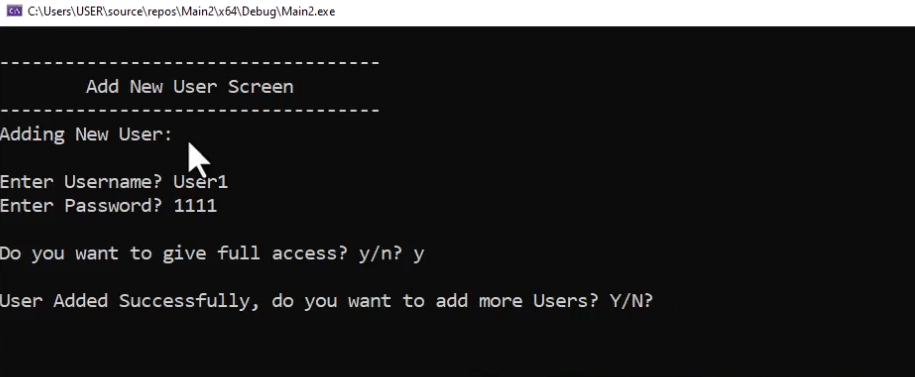 C:\Users\USER\source\repos\Main2\x64\Debug\Main2.exe
-----------------------------------
Add New User Screen
-----------------------------------
Adding New User:
Enter Username? User1
Enter Password? 1111
Do you want to give full access? y/n? y
User Added Successfully, do you want to add more Users? Y/N?